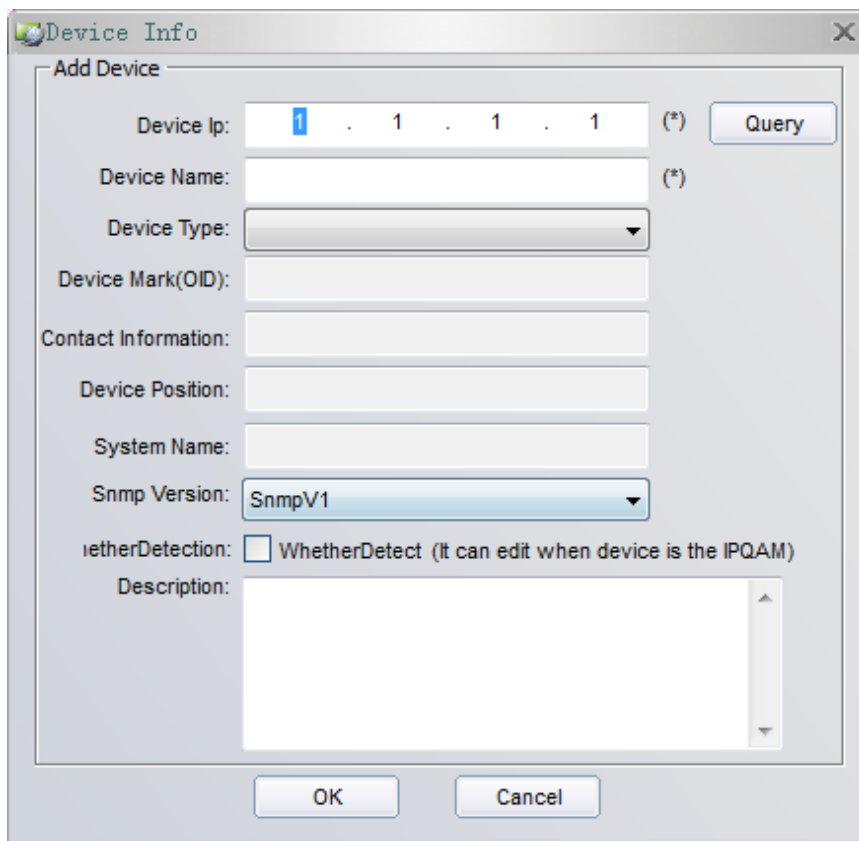 Device Info
Add Device
Device Ip: 1 . 1 . 1 . 1 (*) Query
Device Name: (*)
Device Type:
Device Mark(OID):
Contact Information:
Device Position:
System Name:
Snmp Version: SnmpV1
etherDetection: WhetherDetect (It can edit when device is the IPQAM)
Description:
OK Cancel